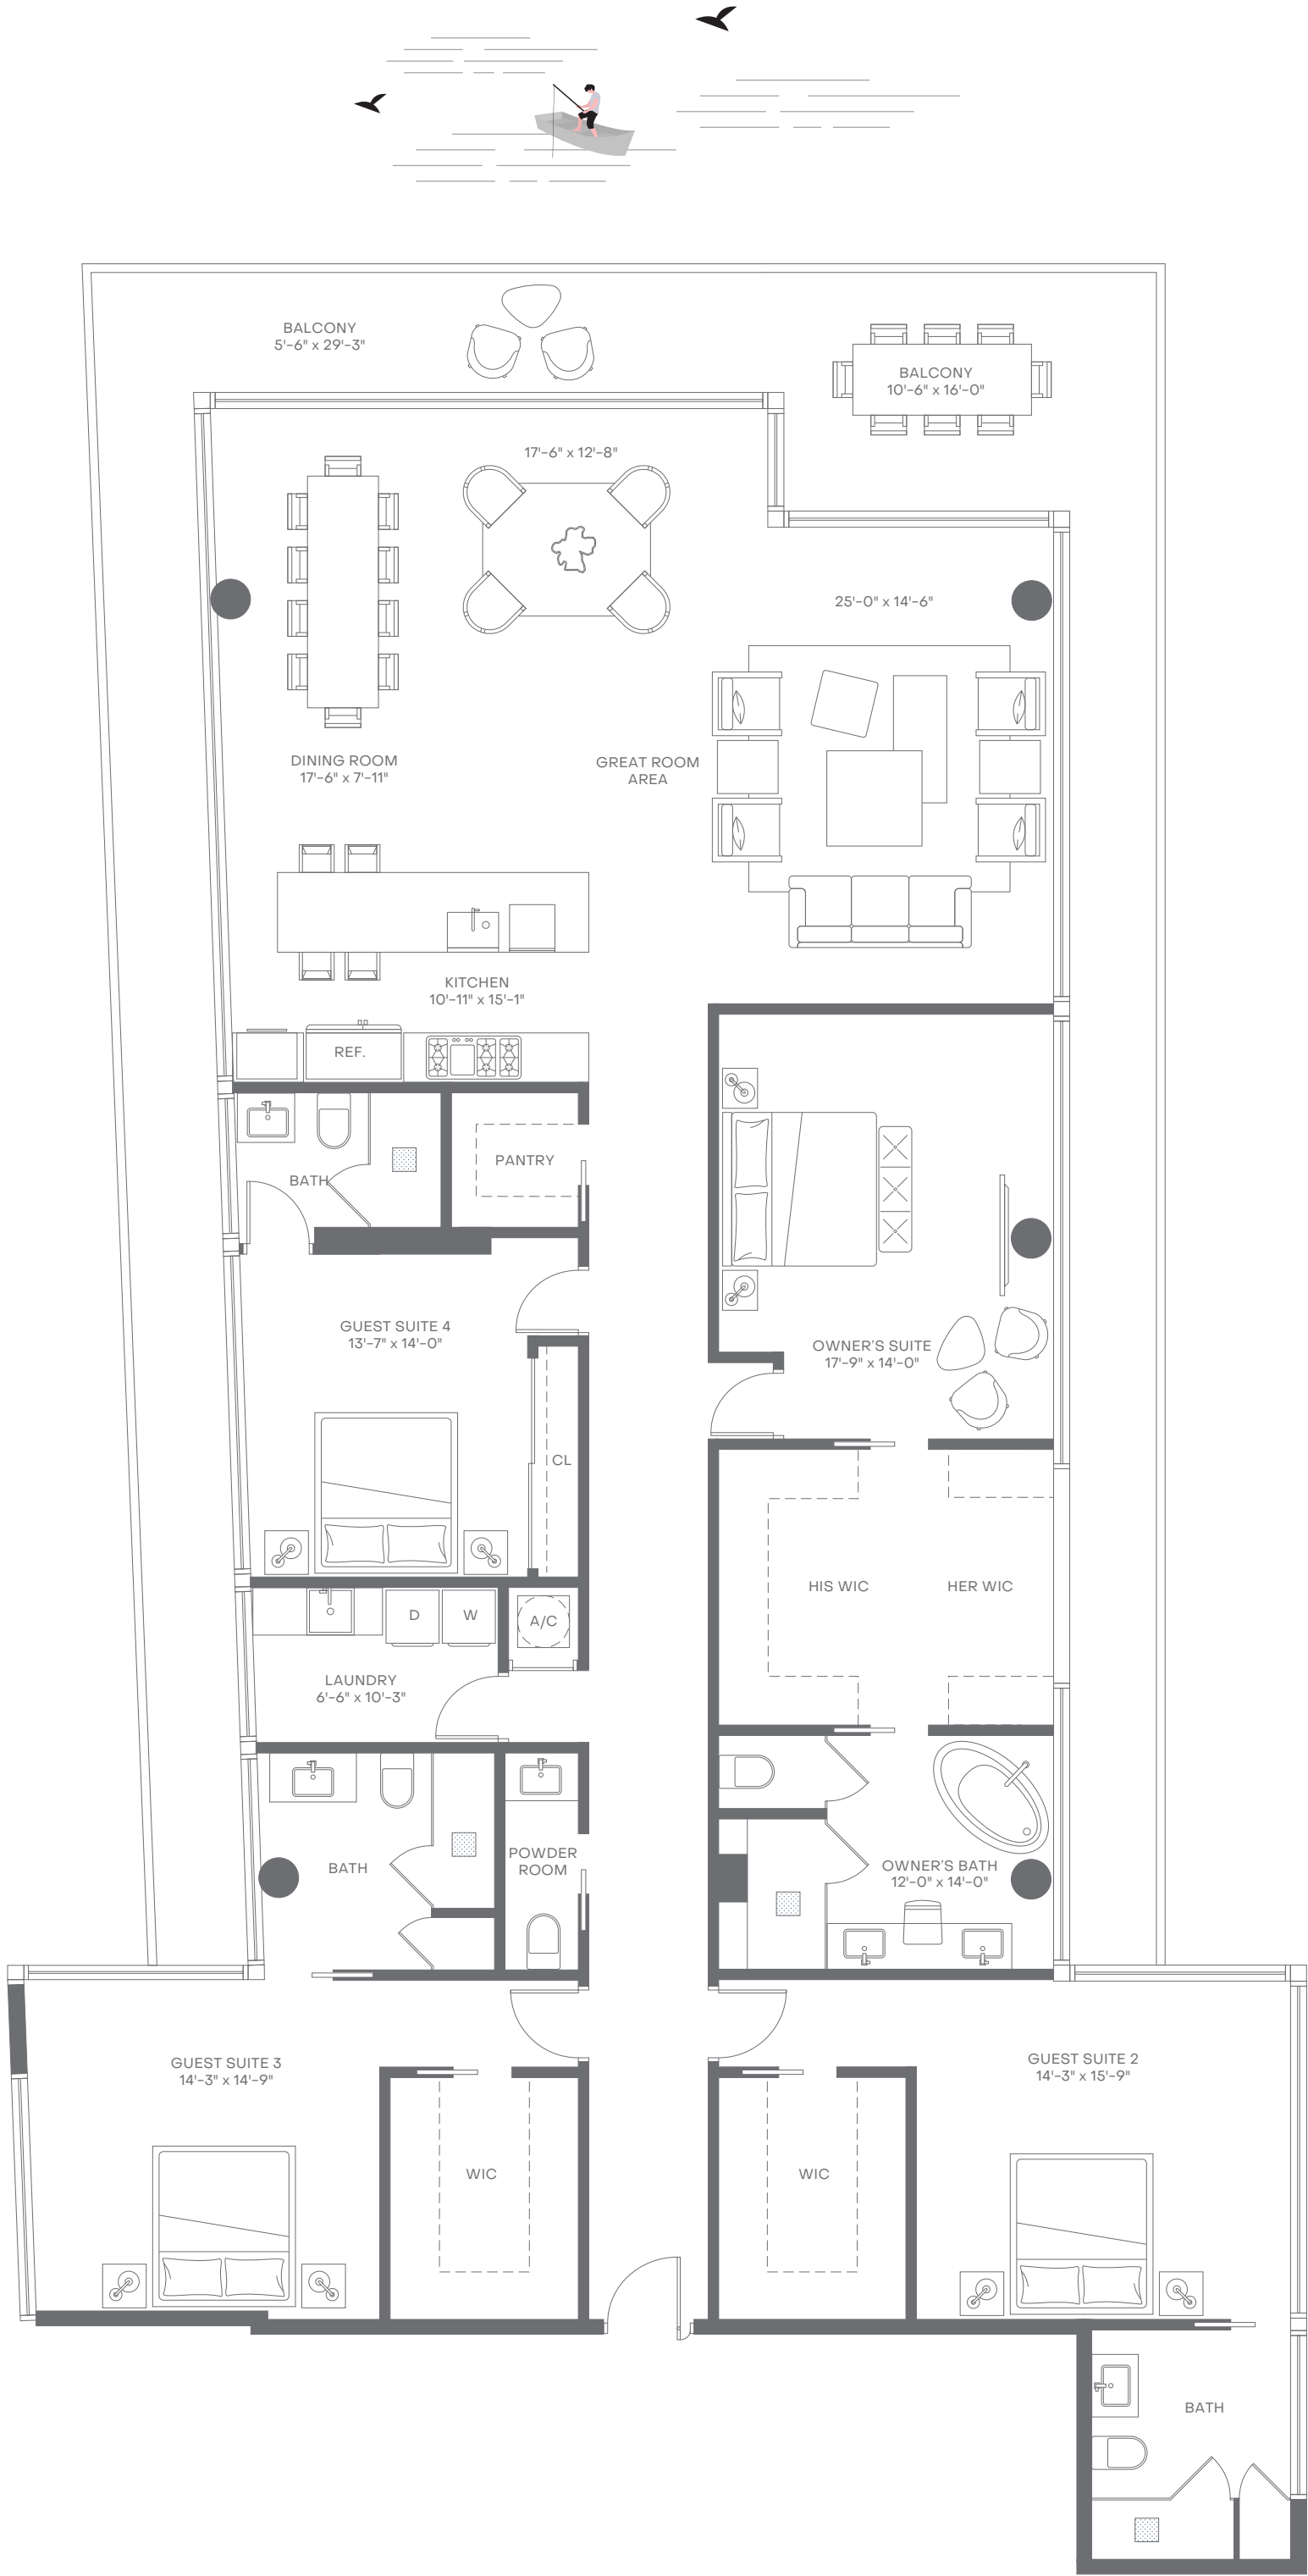 BALCONY
5'-6" x 29'-3"
BALCONY
10'-6" x 16'-0"
17'-6" x 12'-8"
25'-0" x 14'-6"
DINING ROOM
17'-6" x 7'-11"
GREAT ROOM
AREA
KITCHEN
10'-11" x 15'-1"
REF.
BATH
PANTRY
GUEST SUITE 4
13'-7" x 14'-0"
OWNER'S SUITE
17'-9" x 14'-0"
CL
HIS WIC
HER WIC
D
W
A/C
LAUNDRY
6'-6" x 10'-3"
BATH
POWDER
ROOM
OWNER'S BATH
12'-0" x 14'-0"
GUEST SUITE 3
14'-3" x 14'-9"
GUEST SUITE 2
14'-3" x 15'-9"
WIC
WIC
BATH